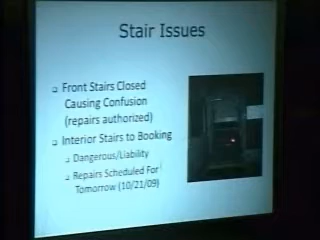 Stair Issues
Front Stairs Closed
Causing Confusion
(repairs authorized)
Interior Stairs to Booking
Dangerous/Liability
Repairs Scheduled For
Tomorrow (10/21/09)